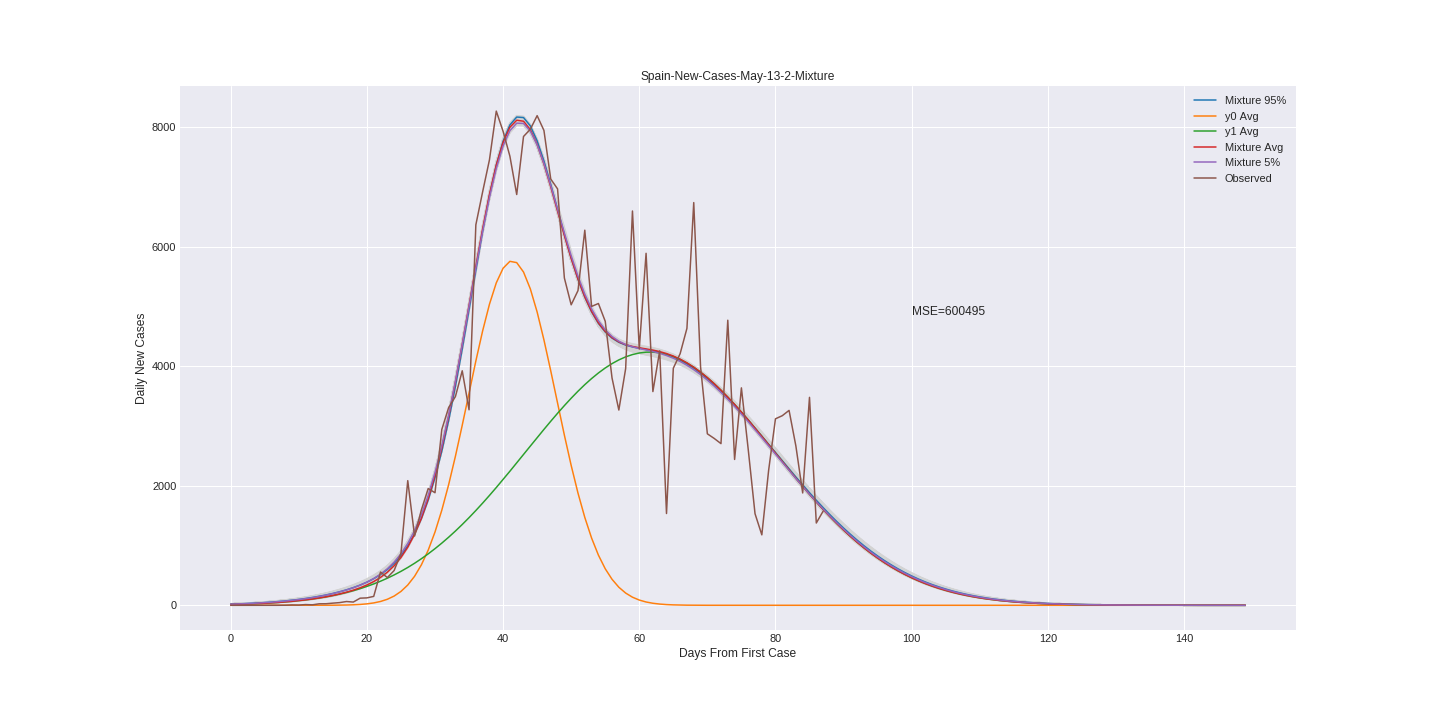 Spain-New-Cases-May-13-2-Mixture
Mixture 95%
y0 Avg
y1 Avg
Mixture Avg
Mixture 5%
Observed
MSE=600495
Daily New Cases
8000
6000
4000
2000
0
0 20 40 60 80 100 120 140
Days From First Case